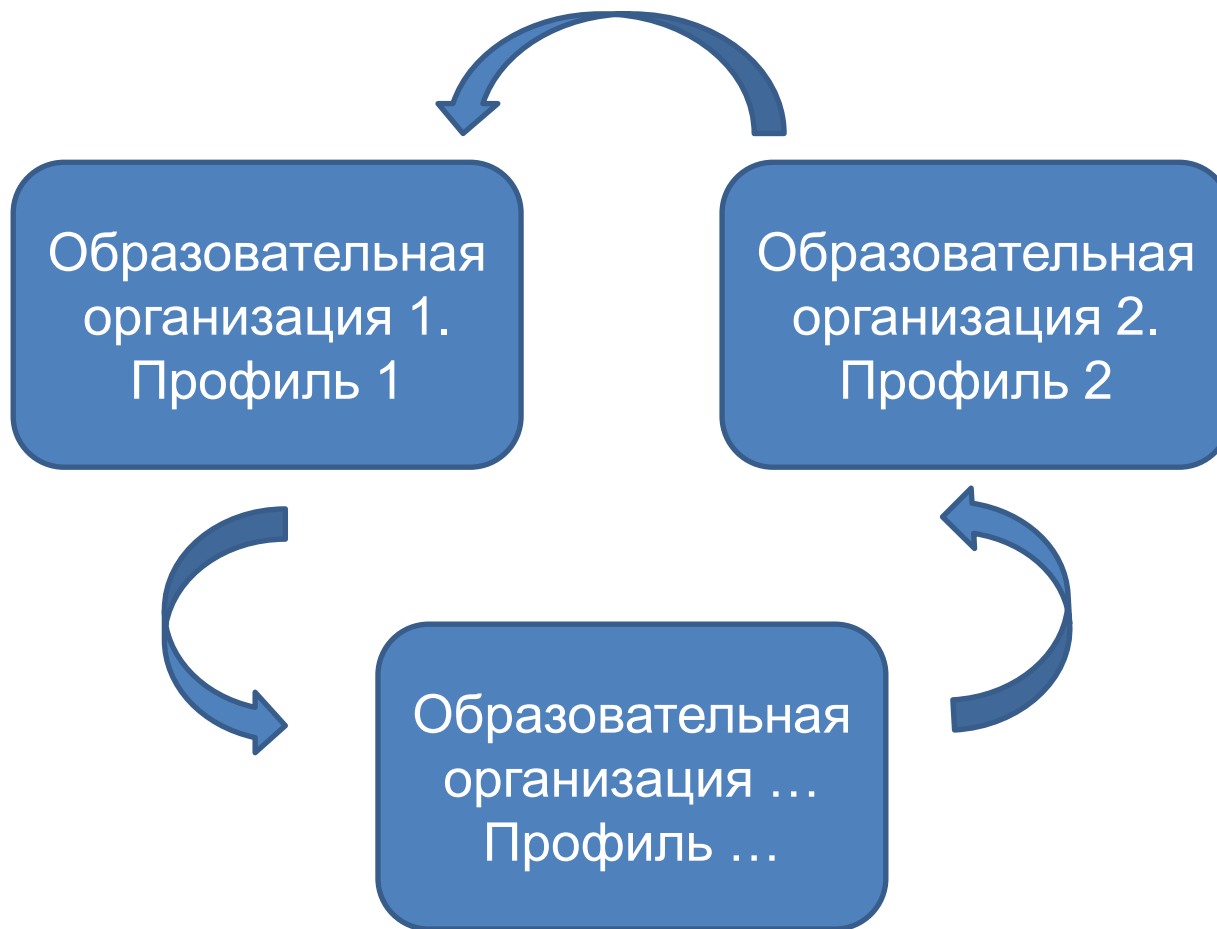 Образовательная
организация 1.
Профиль 1
Образовательная
организация 2.
Профиль 2
Образовательная
организация …
Профиль …